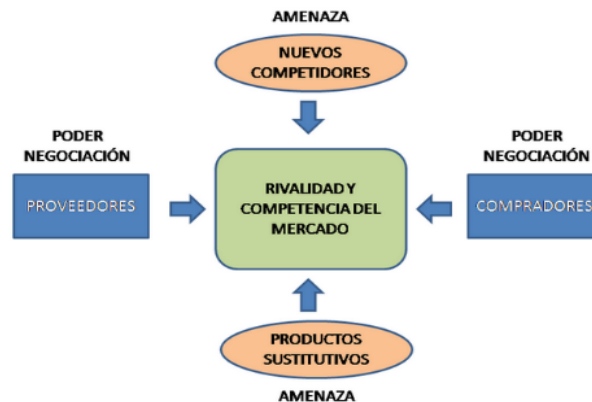 AMENAZA
NUEVOS
COMPETIDORES
PODER
NEGOCIACIÓN
PROVEEDORES
RIVALIDAD Y
COMPETENCIA DEL
MERCADO
PODER
NEGOCIACIÓN
COMPRADORES
PRODUCTOS
SUSTITUTIVOS
AMENAZA